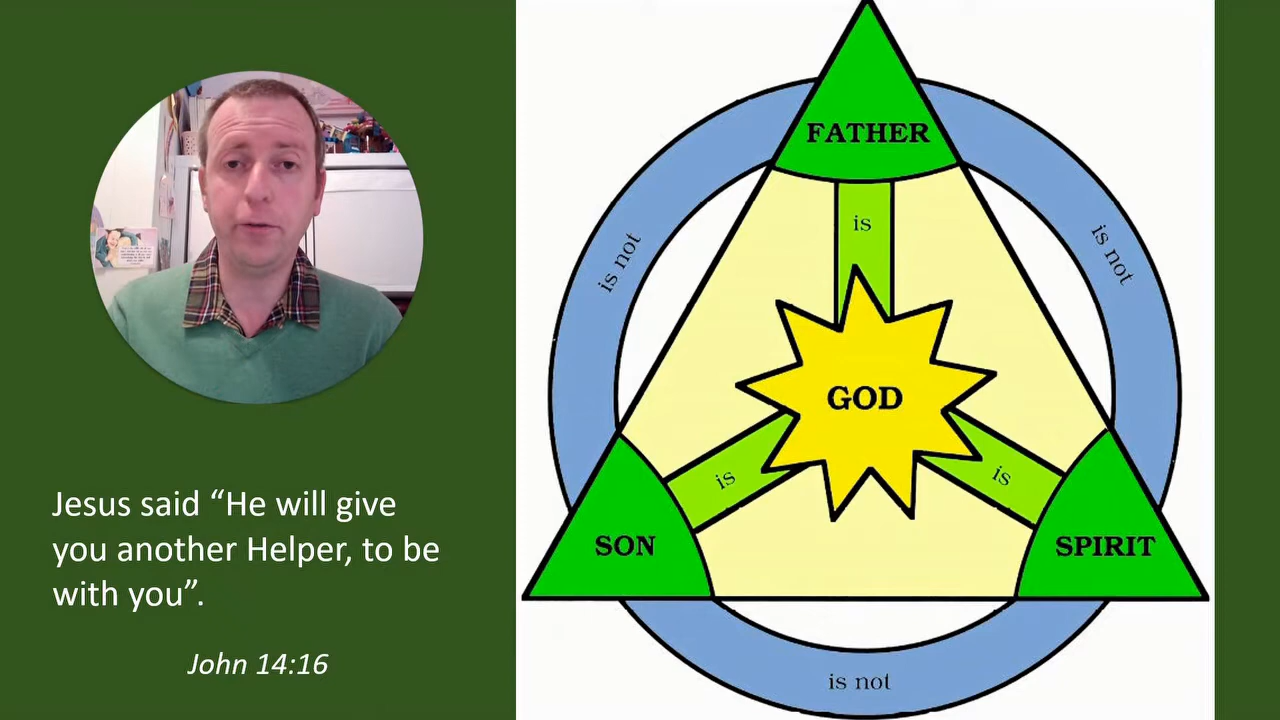 Jesus said “He will give
you another Helper, to be
with you”.
John 14:16
FATHER
is
is not
is not
GOD
is
is
SON
SPIRIT
is not